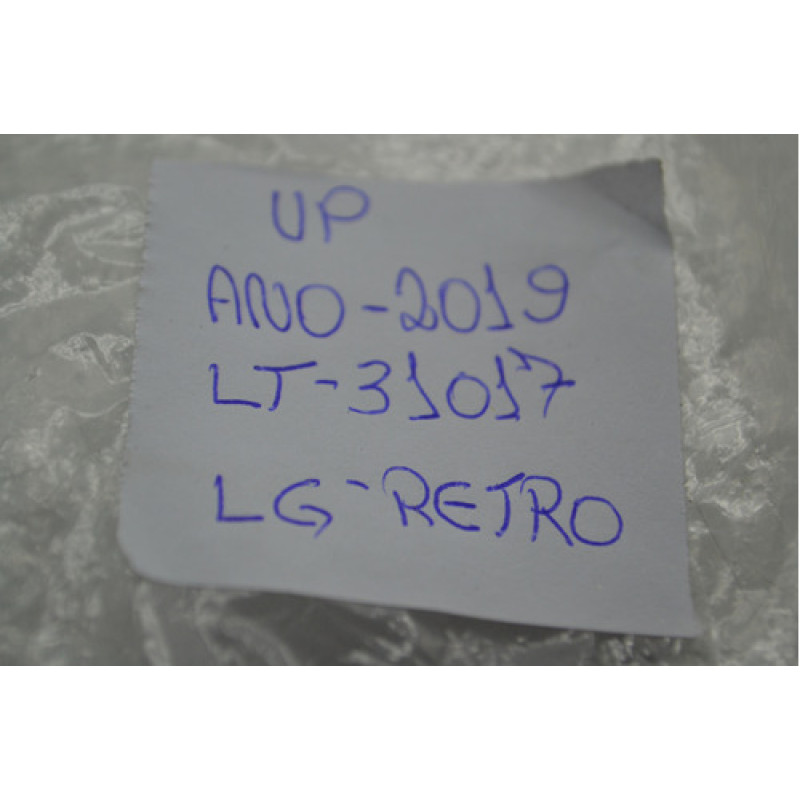 UP
ANO-2019
LT-31017
LG-RETRO